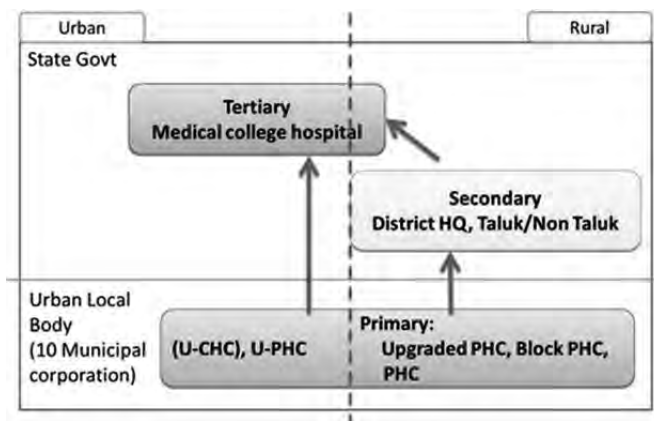 Urban
Rural
State Govt
Tertiary
Medical college hospital
Secondary
District HQ, Taluk/Non Taluk
Urban Local
Body
(10 Municipal
corporation)
(U-CHC), U-PHC
Primary:
Upgraded PHC, Block PHC,
PHC